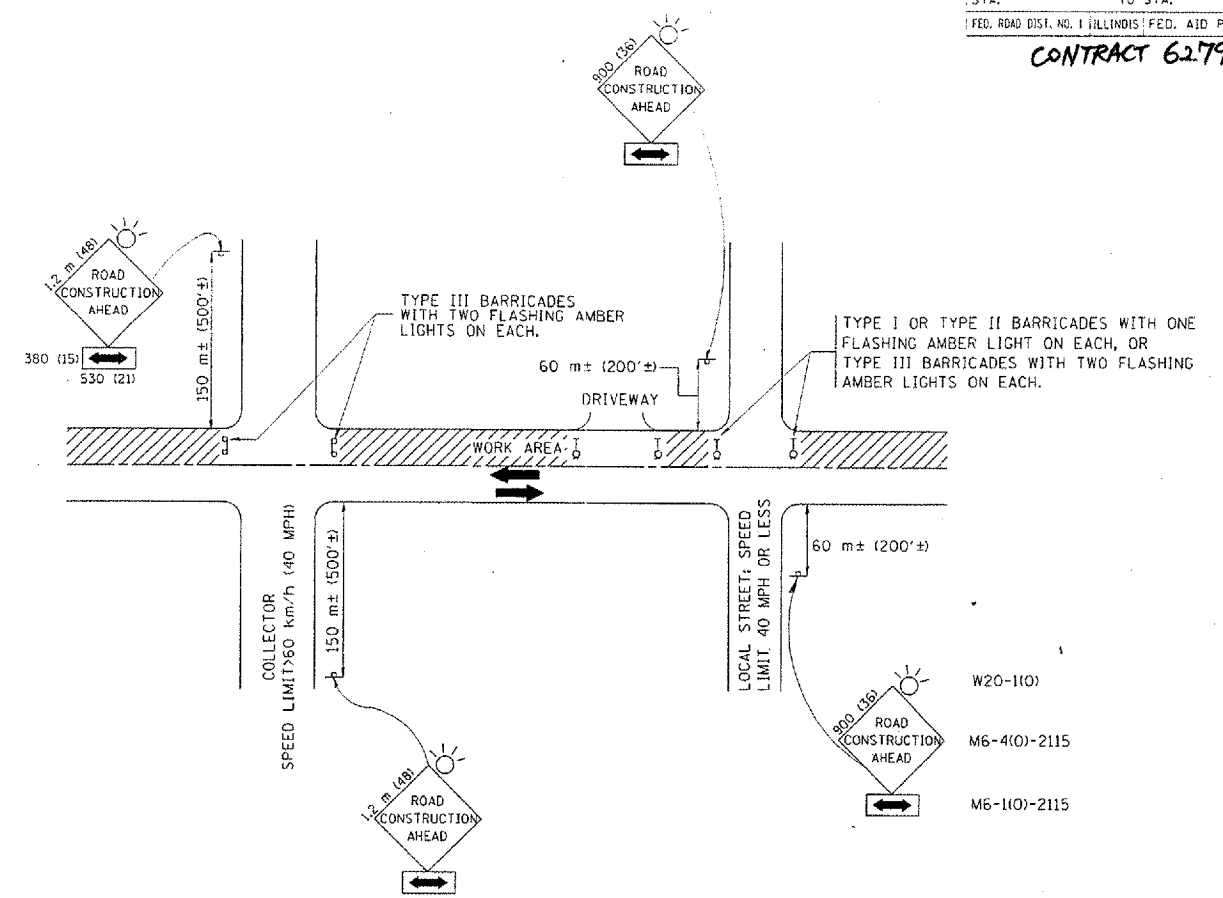 TO STA.
FED. ROAD DIST. NO. 1 ILLINOIS FED. AID
CONTRACT 6279
900 (36)
ROAD
CONSTRUCTION
AHEAD
1.2 m (48)
ROAD
CONSTRUCTION
AHEAD
380 (15)
530 (21)
150 m± (500'±)
TYPE III BARRICADES
WITH TWO FLASHING AMBER
LIGHTS ON EACH.
60 m± (200'±)
DRIVEWAY
TYPE I OR TYPE II BARRICADES WITH ONE
FLASHING AMBER LIGHT ON EACH, OR
TYPE III BARRICADES WITH TWO FLASHING
AMBER LIGHTS ON EACH.
WORK AREA
COLLECTOR
SPEED LIMIT>60 km/h (40 MPH)
150 m± (500'±)
LOCAL STREET: SPEED
LIMIT 40 MPH OR LESS
60 m± (200'±)
1.2 m (48)
ROAD
CONSTRUCTION
AHEAD
900 (36)
ROAD
CONSTRUCTION
AHEAD
W20-1(O)
M6-4(O)-2115
M6-1(O)-2115